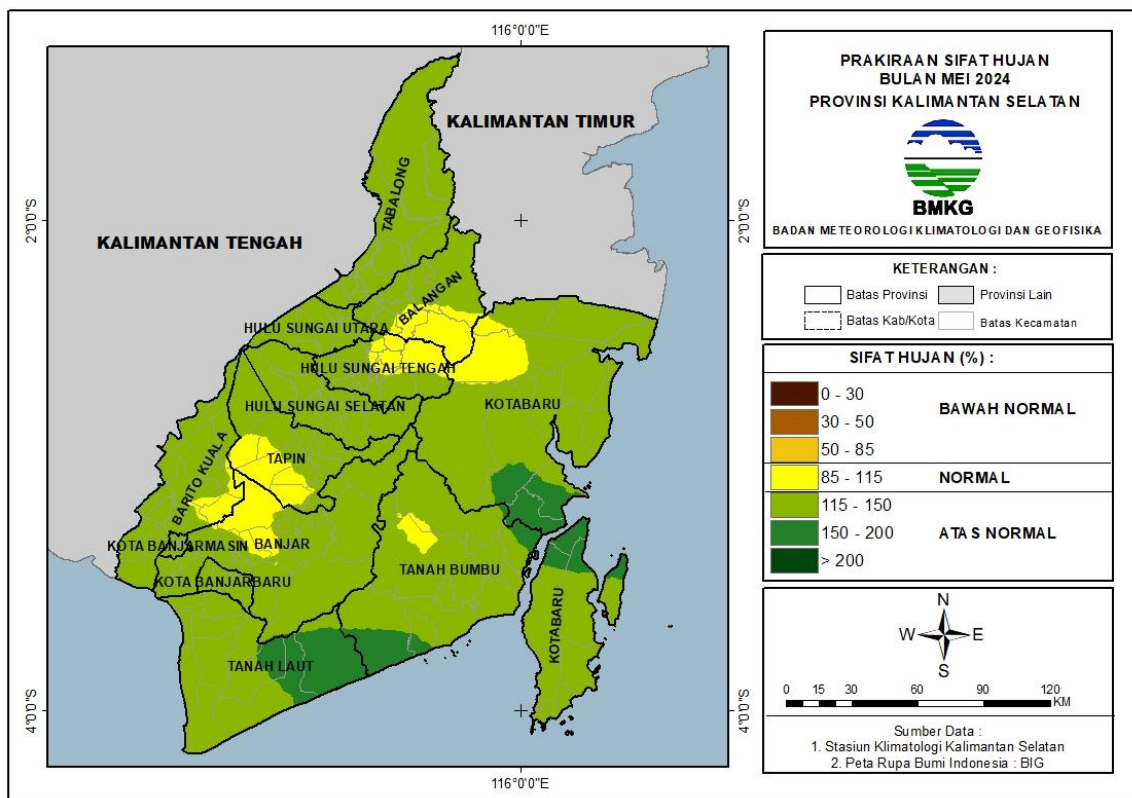 116°0'0"E
KALIMANTAN TIMUR
TABALONG
2°0'0"S
2°0'0"S
KALIMANTAN TENGAH
BALANGAN
HULU SUNGAI UTARA
HULU SUNGAI TENGAH
HULU SUNGAI SELATAN
KOTABARU
BARITO KUALA
TAPIN
KOTA BANJARMASIN
BANJAR
KOTA BANJARBARU
TANAH BUMBU
KOTABARU
TANAH LAUT
4°0'0"S
4°0'0"S
116°0'0"E
PRAKIRAAN SIFAT HUJAN
BULAN MEI 2024
PROVINSI KALIMANTAN SELATAN
BMKG
BADAN METEOROLOGI KLIMATOLOGI DAN GEOFISIKA
KETERANGAN :
Batas Provinsi
Provinsi Lain
Batas Kab/Kota
Batas Kecamatan
SIFAT HUJAN (%) :
0 - 30
30 - 50
50 - 85
BAWAH NORMAL
85 - 115
NORMAL
115 - 150
150 - 200
> 200
ATAS NORMAL
N
W
E
S
0 15 30 60 90 120
KM
Sumber Data :
1. Stasiun Klimatologi Kalimantan Selatan
2. Peta Rupa Bumi Indonesia : BIG